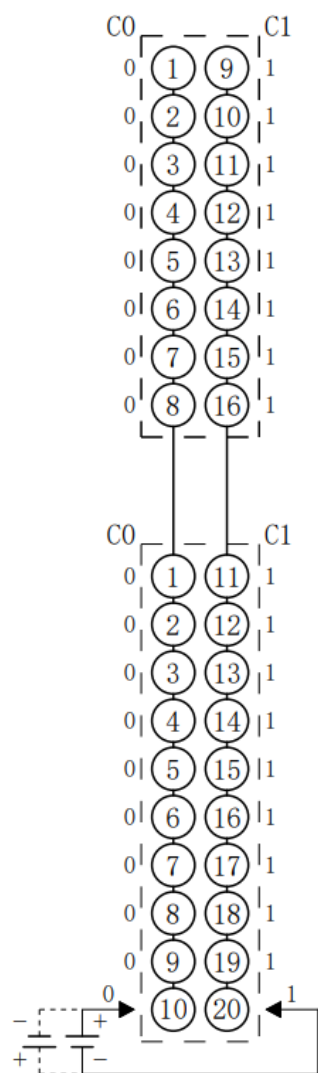 C0 C1
0 1 9 1
0 2 10 1
0 3 11 1
0 4 12 1
0 5 13 1
0 6 14 1
0 7 15 1
0 8 16 1
C0 C1
0 1 11 1
0 2 12 1
0 3 13 1
0 4 14 1
0 5 15 1
0 6 16 1
0 7 17 1
0 8 18 1
0 9 19 1
0 10 20 1
- +
+ -